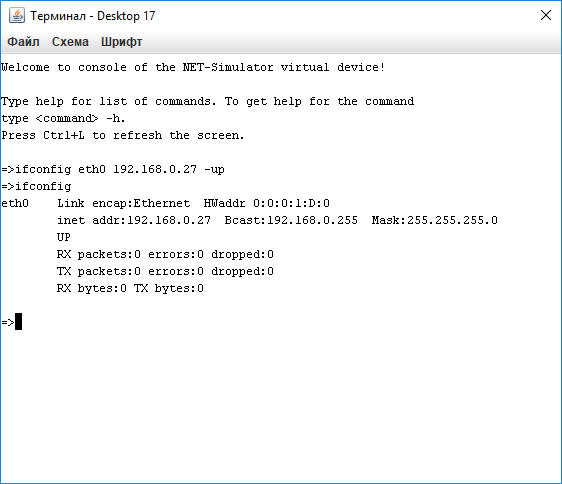 Терминал - Desktop 17
Файл Схема Шрифт
Welcome to console of the NET-Simulator virtual device!
Type help for list of commands. To get help for the command
type <command> -h.
Press Ctrl+L to refresh the screen.
=>ifconfig eth0 192.168.0.27 -up
=>ifconfig
eth0    Link encap:Ethernet  HWaddr 0:0:0:1:D:0
        inet addr:192.168.0.27  Bcast:192.168.0.255  Mask:255.255.255.0
        UP
        RX packets:0 errors:0 dropped:0
        TX packets:0 errors:0 dropped:0
        RX bytes:0 TX bytes:0
=>